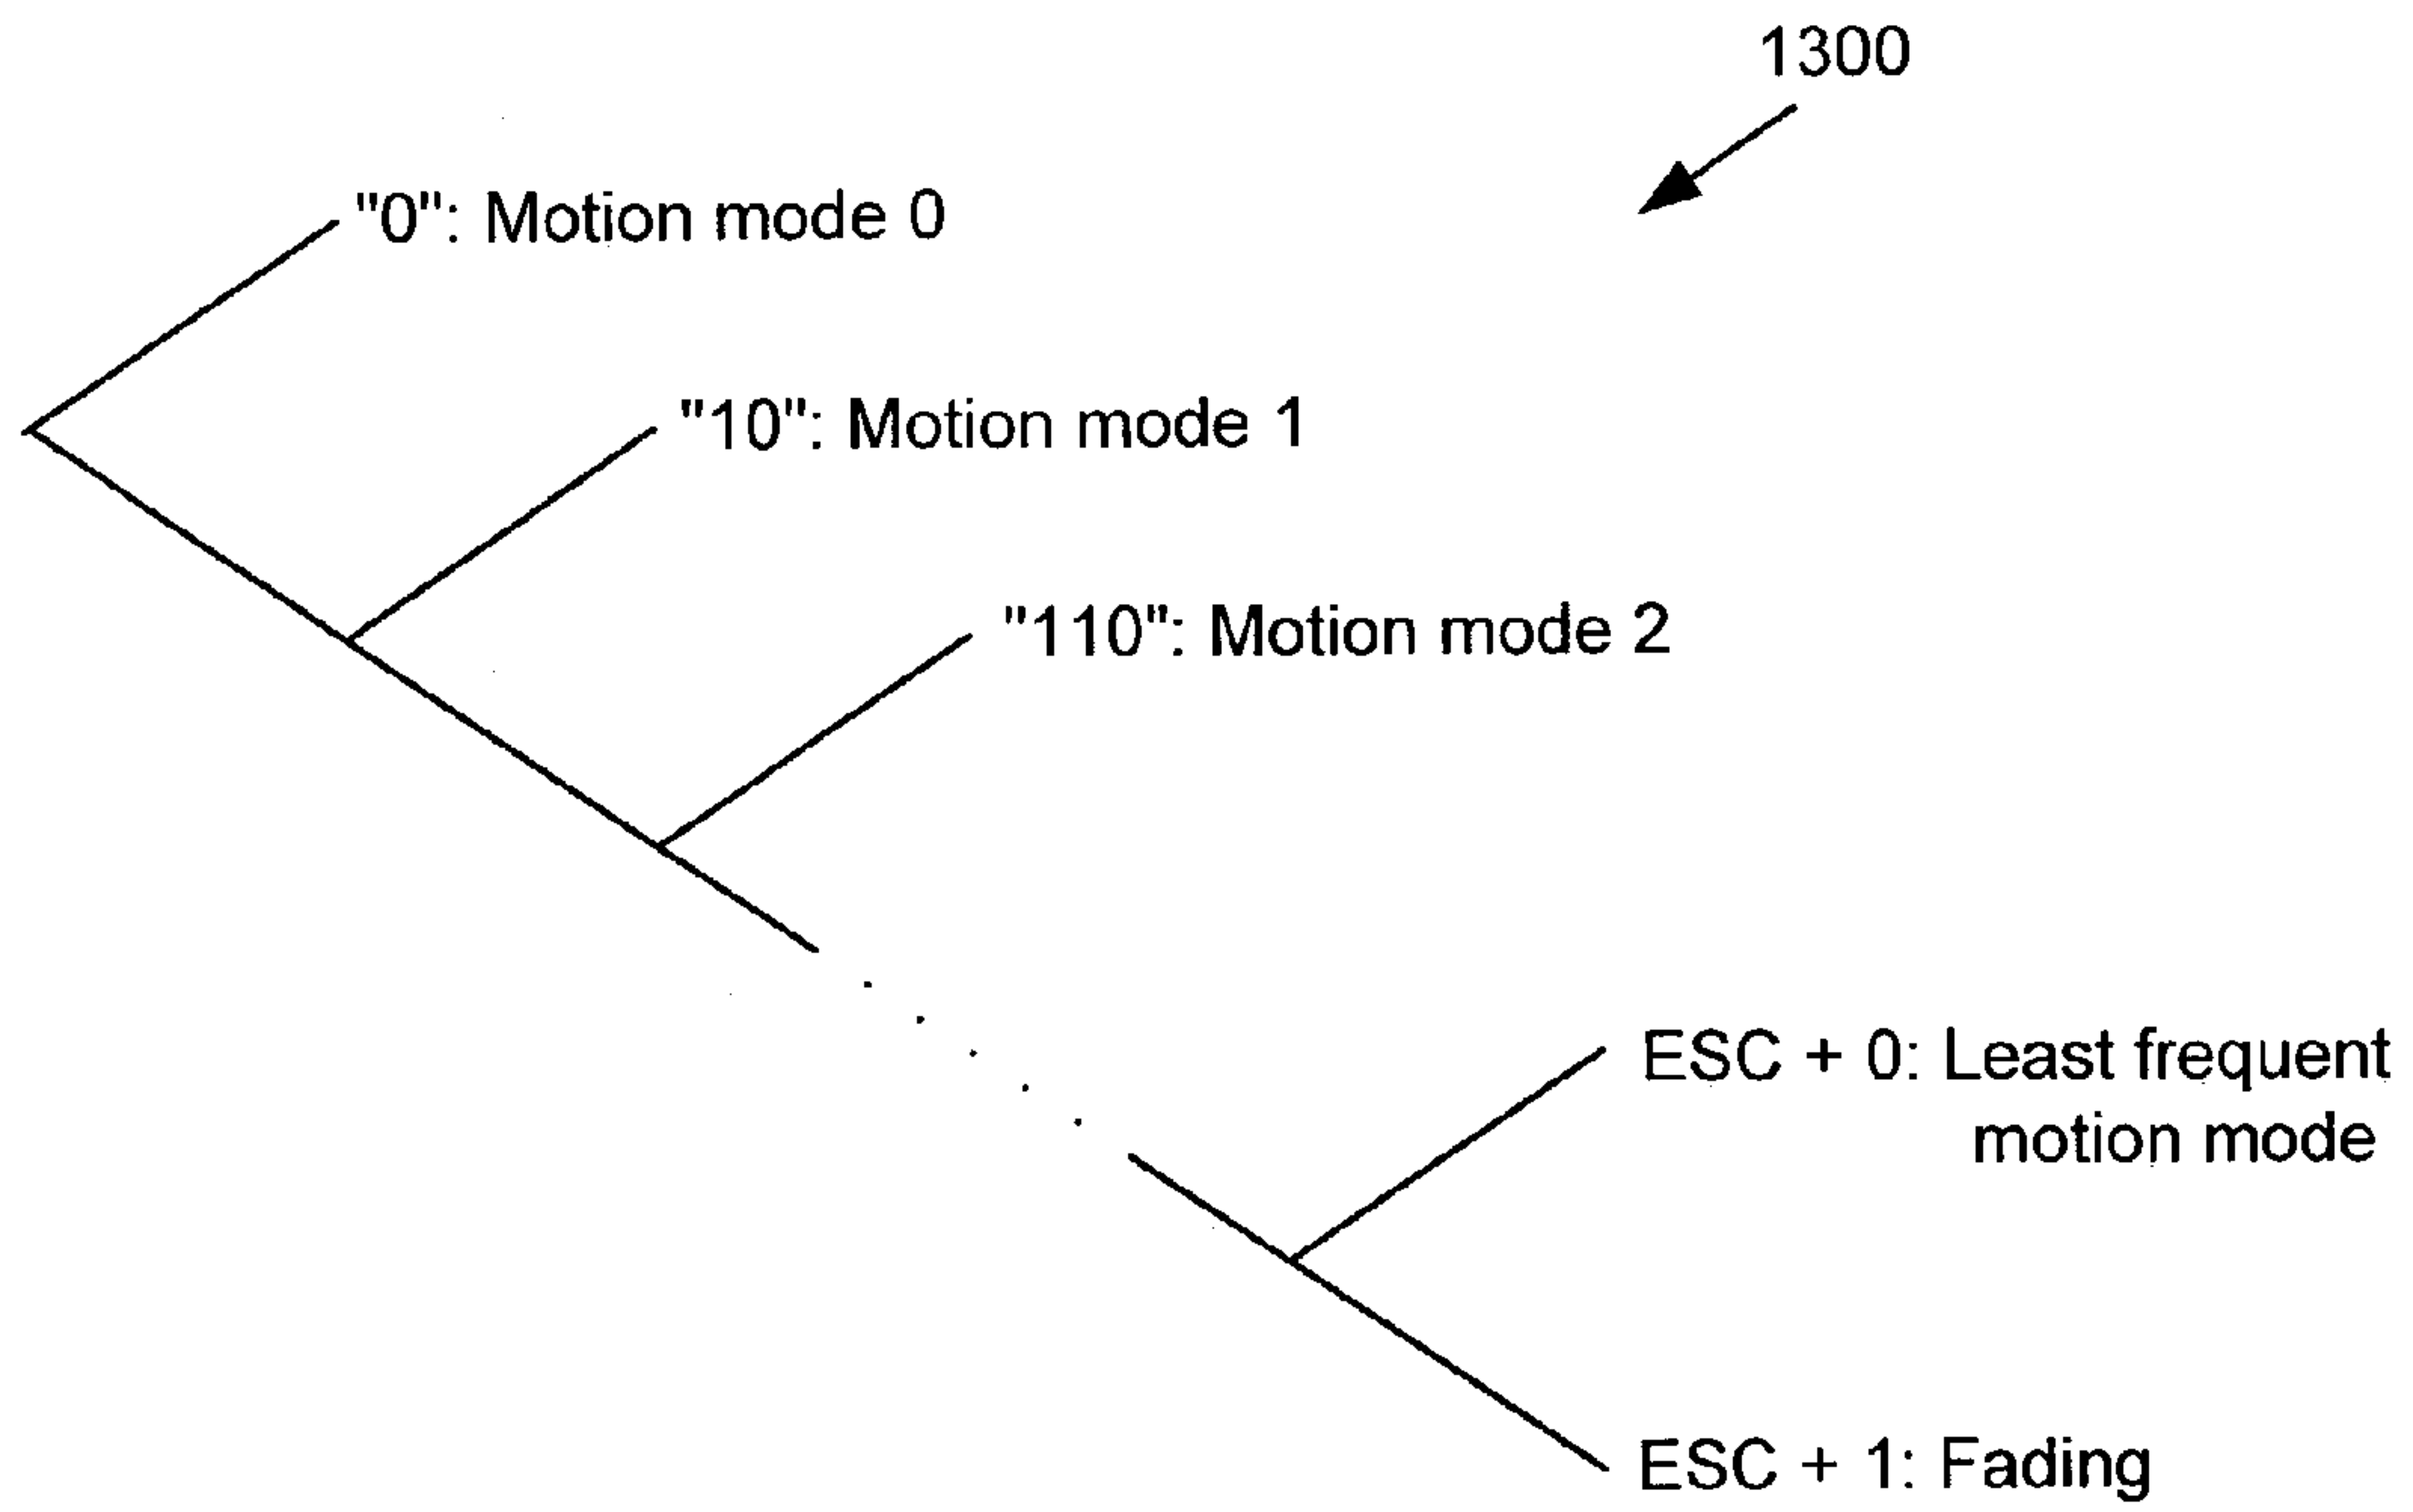 1300
"0": Motion mode 0
"10": Motion mode 1
"110": Motion mode 2
ESC + 0: Least frequent
motion mode
ESC + 1: Fading